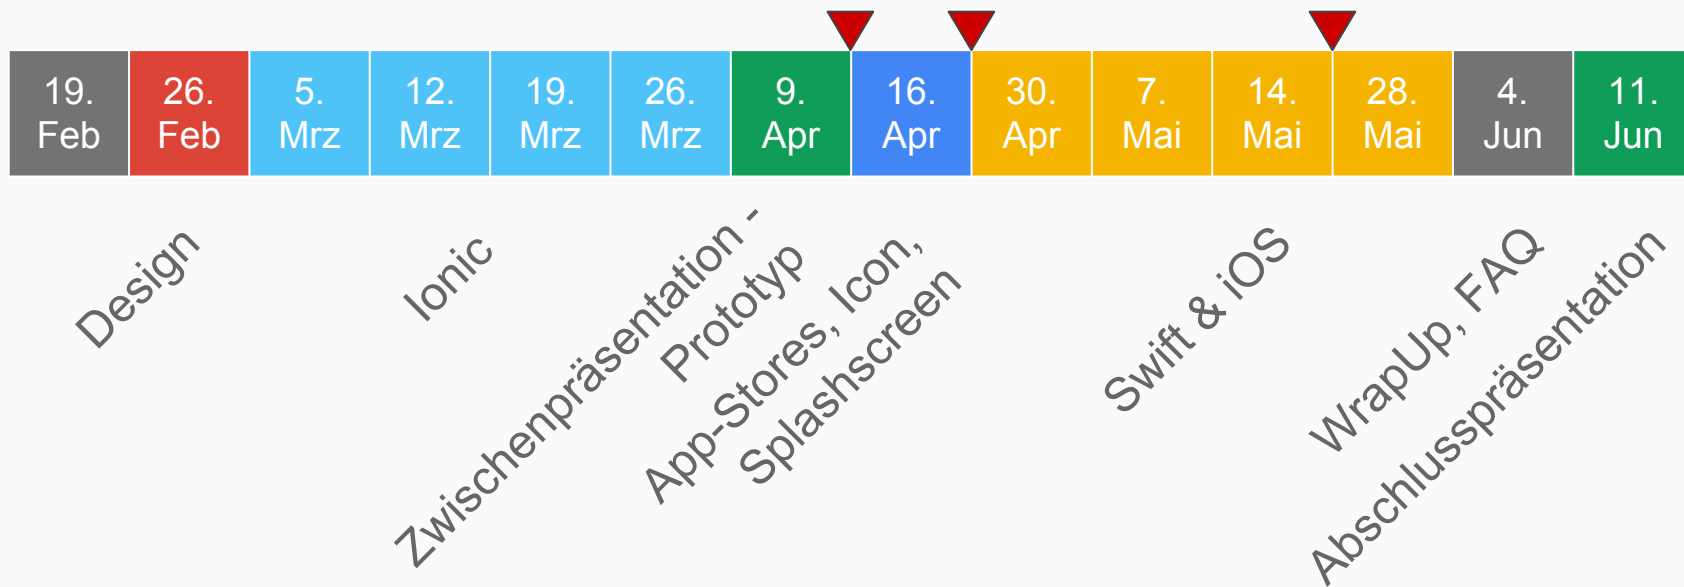 19.
Feb
26.
Feb
5.
Mrz
12.
Mrz
19.
Mrz
26.
Mrz
9.
Apr
16.
Apr
30.
Apr
7.
Mai
14.
Mai
28.
Mai
4.
Jun
11.
Jun
Design
Ionic
Zwischenpräsentation -
Prototyp
App-Stores, Icon,
Splashscreen
Swift & iOS
WrapUp, FAQ
Abschlusspräsentation